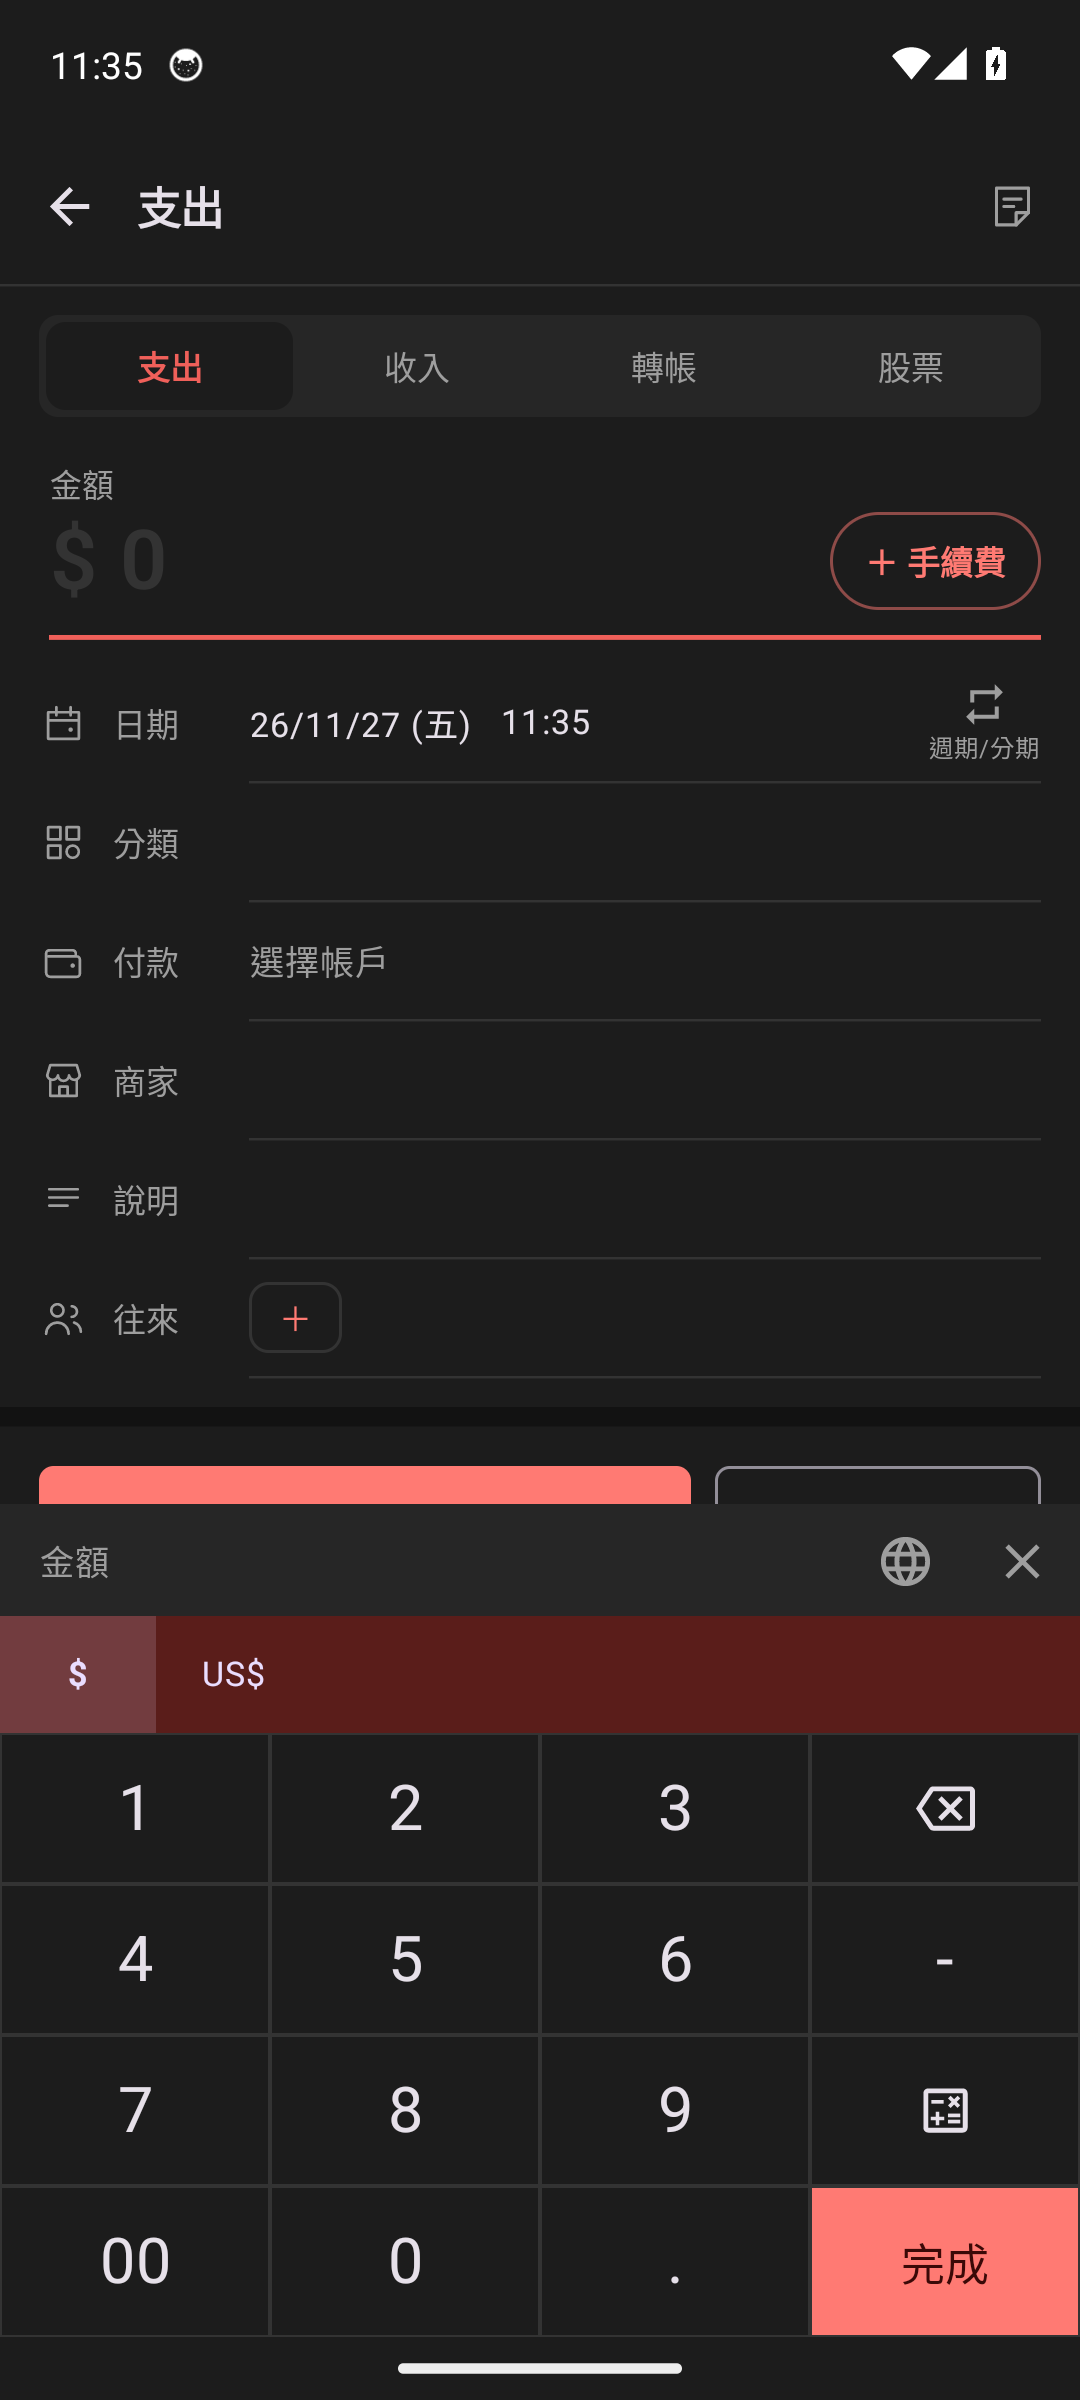 11:35
支出
支出 收入 轉帳 股票
金額
$ 0
＋ 手續費
日期 26/11/27 (五) 11:35
週期/分期
分類
付款 選擇帳戶
商家
說明
往來 ＋
金額
$ US$
1 2 3
4 5 6 -
7 8 9
00 0 . 完成